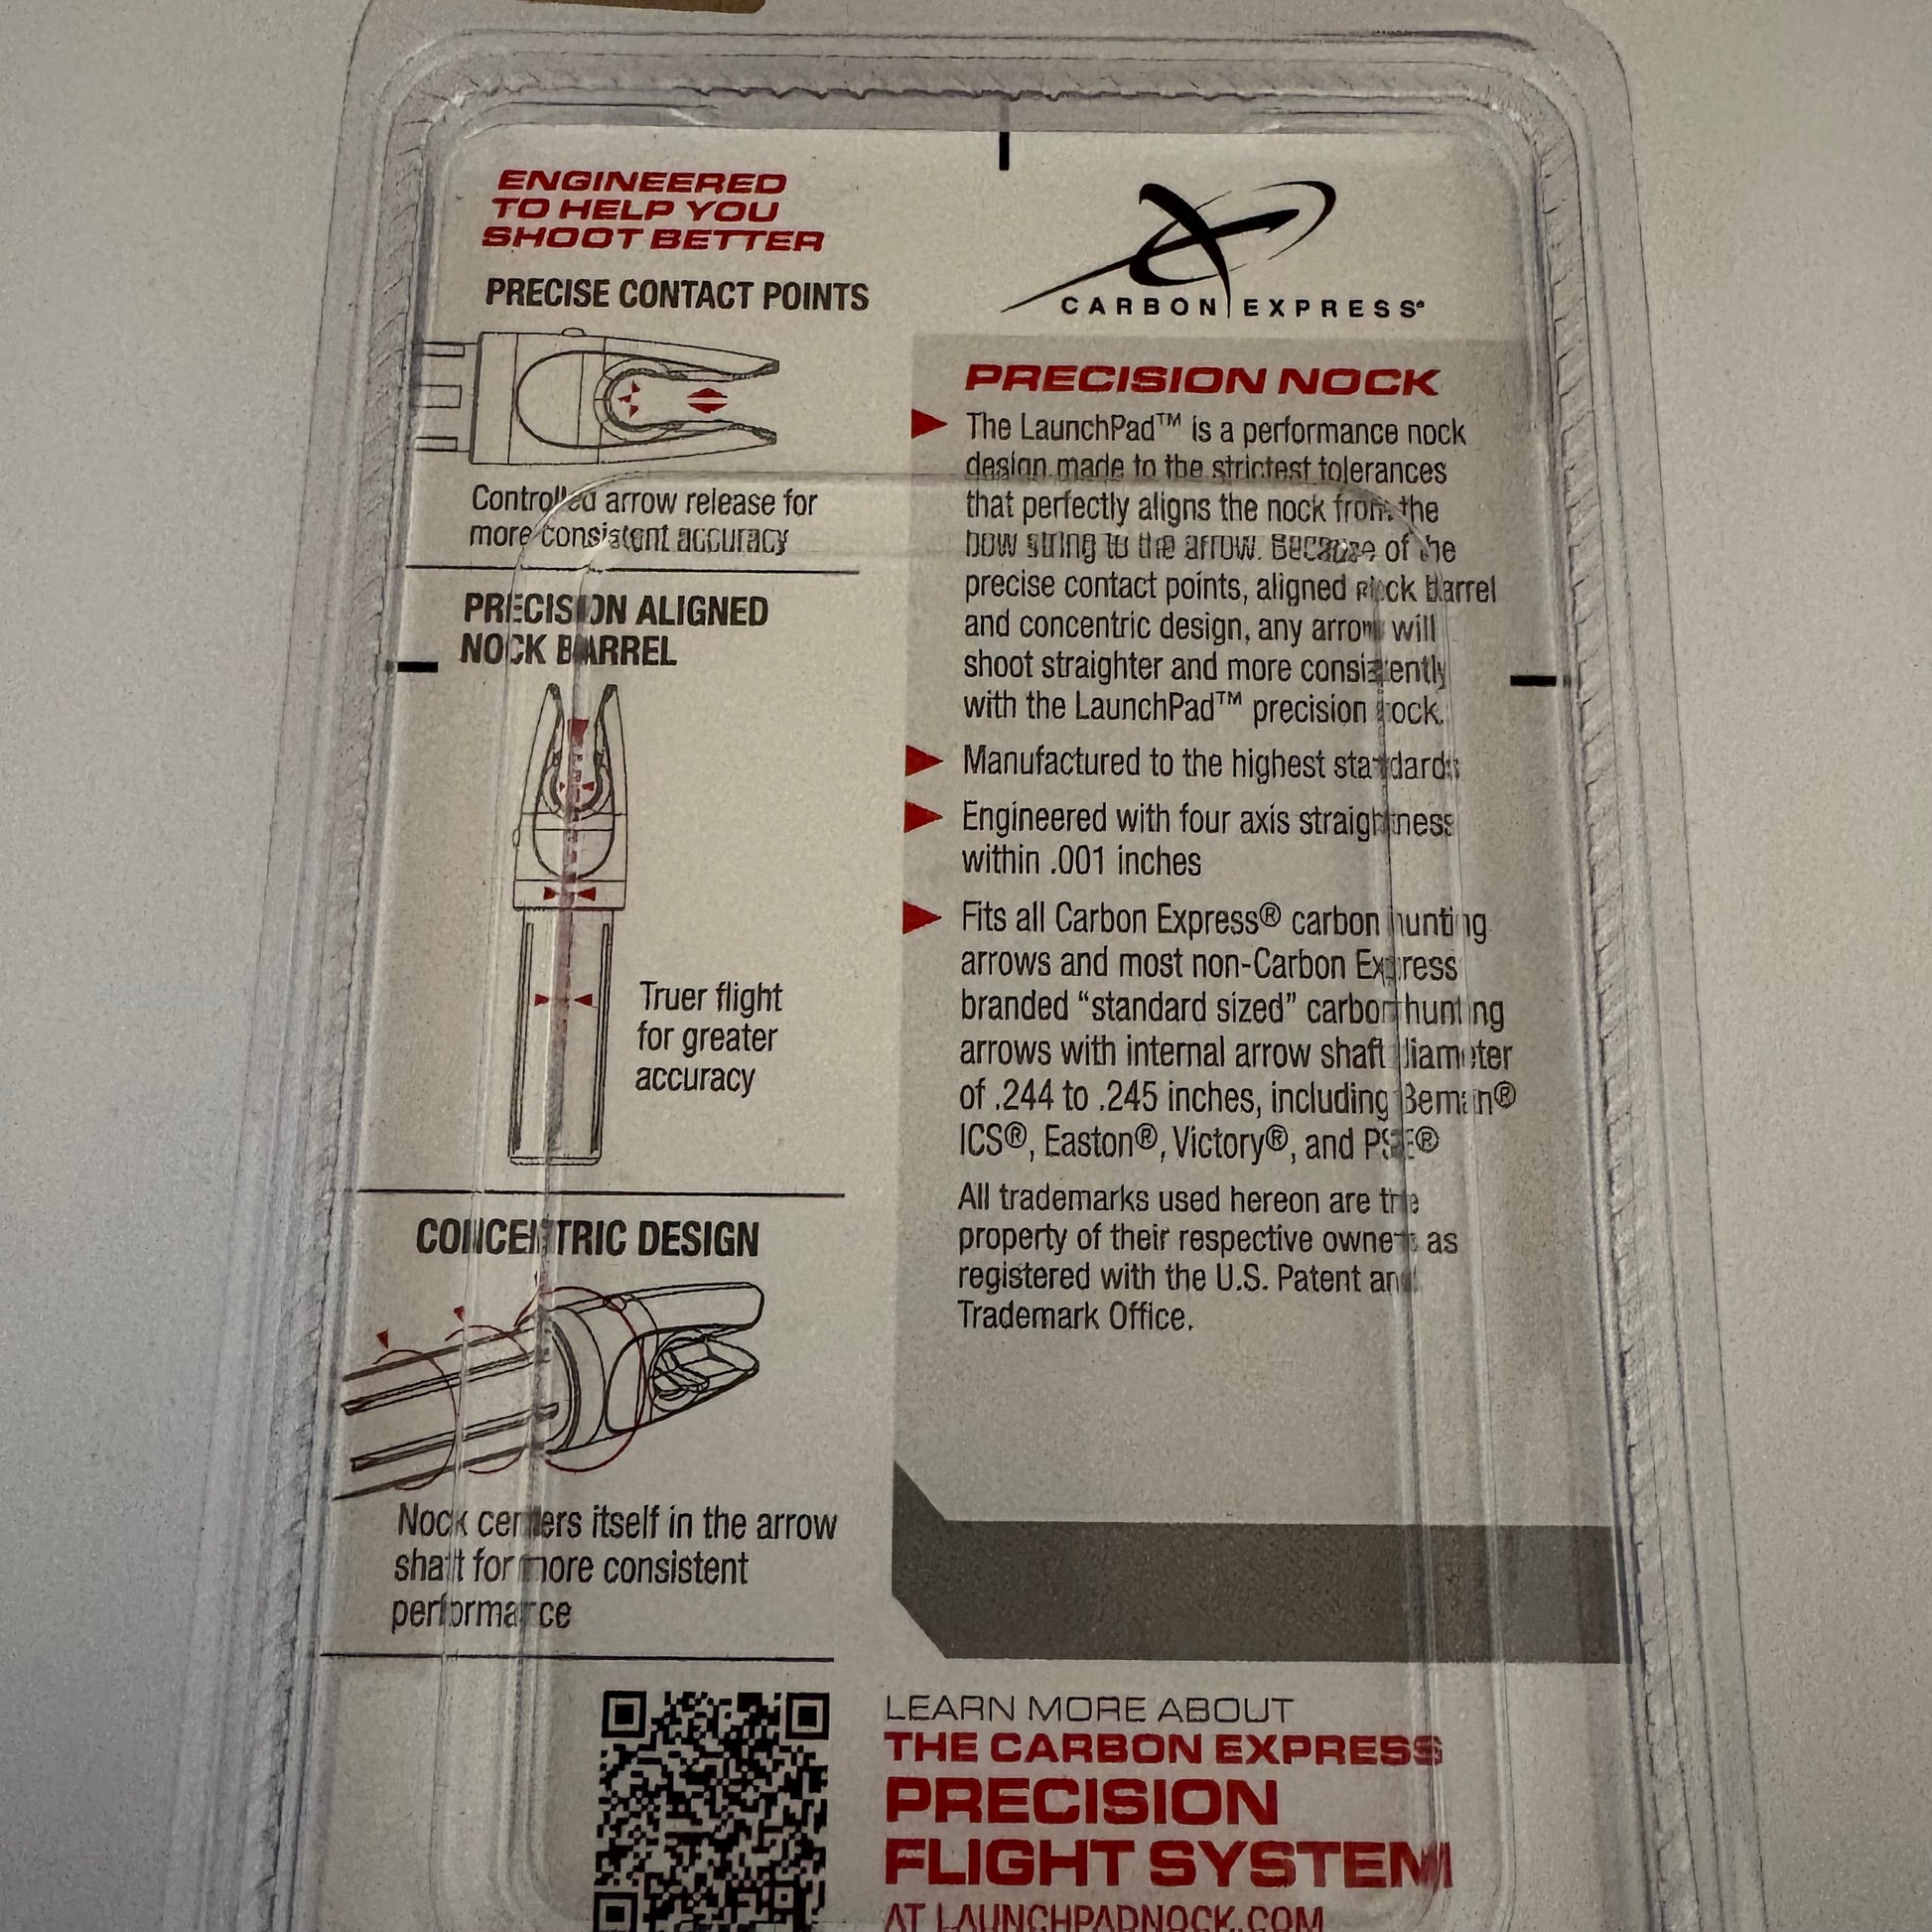 ENGINEERED
TO HELP YOU
SHOOT BETTER
PRECISE CONTACT POINTS
Controlled arrow release for
more consistent accuracy
PRECISION ALIGNED
NOCK BARREL
Truer flight
for greater
accuracy
CONCENTRIC DESIGN
Nock centers itself in the arrow
shaft for more consistent
performance
CARBON EXPRESS®
PRECISION NOCK
The LaunchPad™ is a performance nock
design made to the strictest tolerances
that perfectly aligns the nock from the
bow string to the arrow. Because of the
precise contact points, aligned nock barrel
and concentric design, any arrow will
shoot straighter and more consistently
with the LaunchPad™ precision nock.
Manufactured to the highest standards
Engineered with four axis straightness
within .001 inches
Fits all Carbon Express® carbon hunting
arrows and most non-Carbon Express
branded “standard sized” carbon hunting
arrows with internal arrow shaft diameter
of .244 to .245 inches, including Beman®
ICS®, Easton®, Victory®, and PSE®
All trademarks used hereon are the
property of their respective owners as
registered with the U.S. Patent and
Trademark Office.
LEARN MORE ABOUT
THE CARBON EXPRESS
PRECISION
FLIGHT SYSTEM
AT LAUNCHPADNOCK.COM